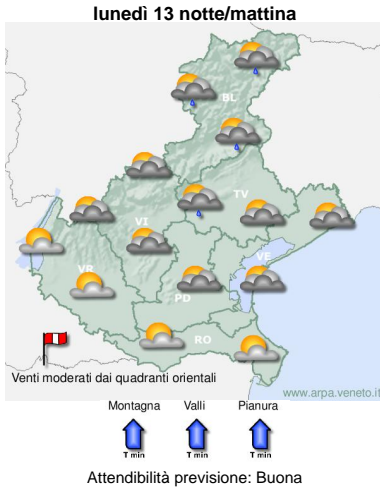 lunedì 13 notte/mattina
BL
TV
VI
VE
VR
PD
RO
Venti moderati dai quadranti orientali
www.arpa.veneto.it
Montagna Valli Pianura
T min T min T min
Attendibilità previsione: Buona